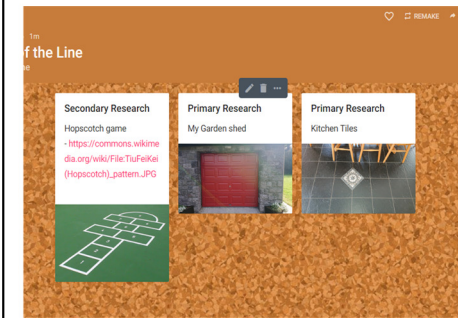 REMAKE
1m
f the Line
ne
Secondary Research
Hopscotch game
- https://commons.wikime
dia.org/wiki/File:TiuFeiKei
(Hopscotch)_pattern.JPG
Primary Research
My Garden shed
Primary Research
Kitchen Tiles